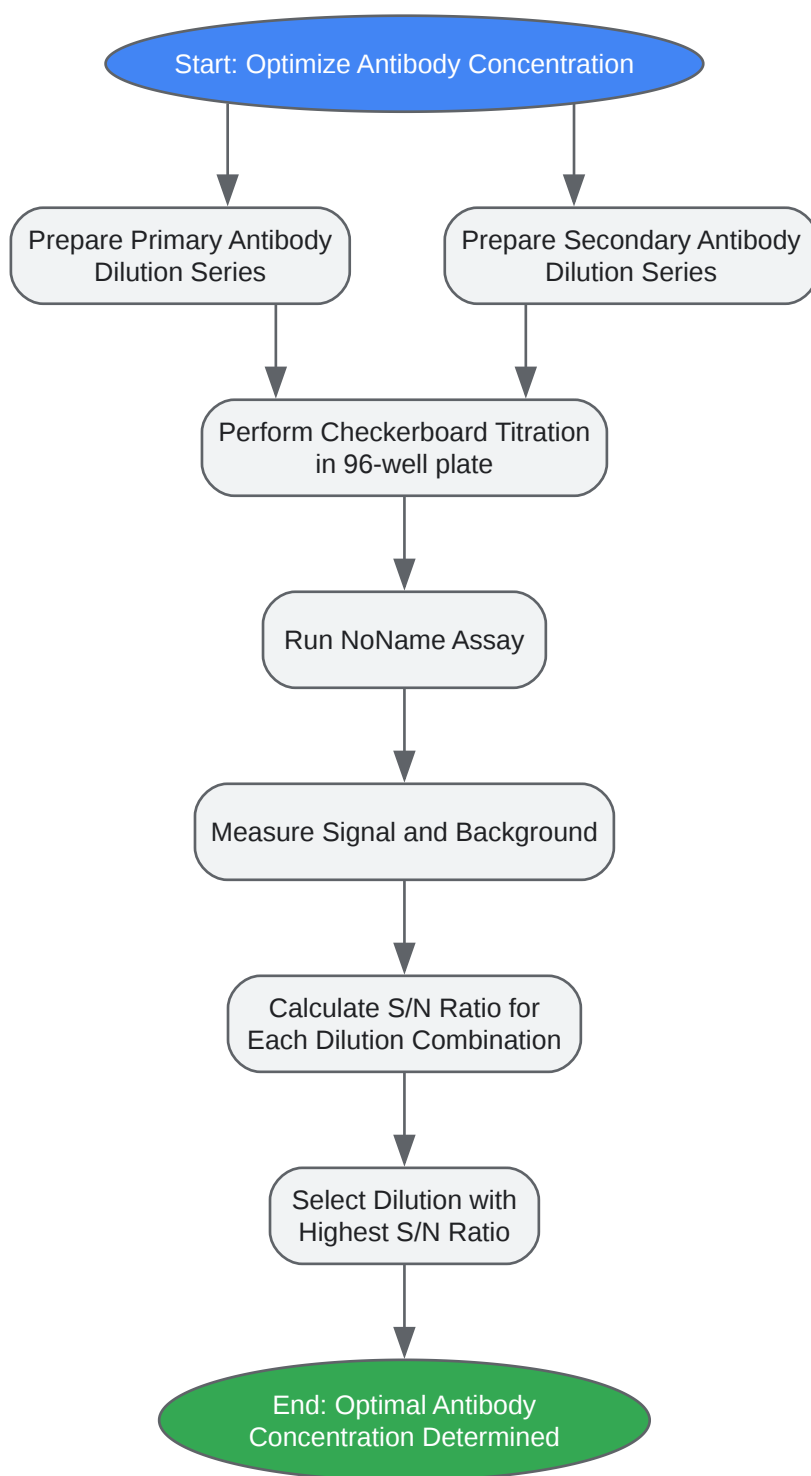 Start: Optimize Antibody Concentration
Prepare Primary Antibody
Dilution Series
Prepare Secondary Antibody
Dilution Series
Perform Checkerboard Titration
in 96-well plate
Run NoName Assay
Measure Signal and Background
Calculate S/N Ratio for
Each Dilution Combination
Select Dilution with
Highest S/N Ratio
End: Optimal Antibody
Concentration Determined